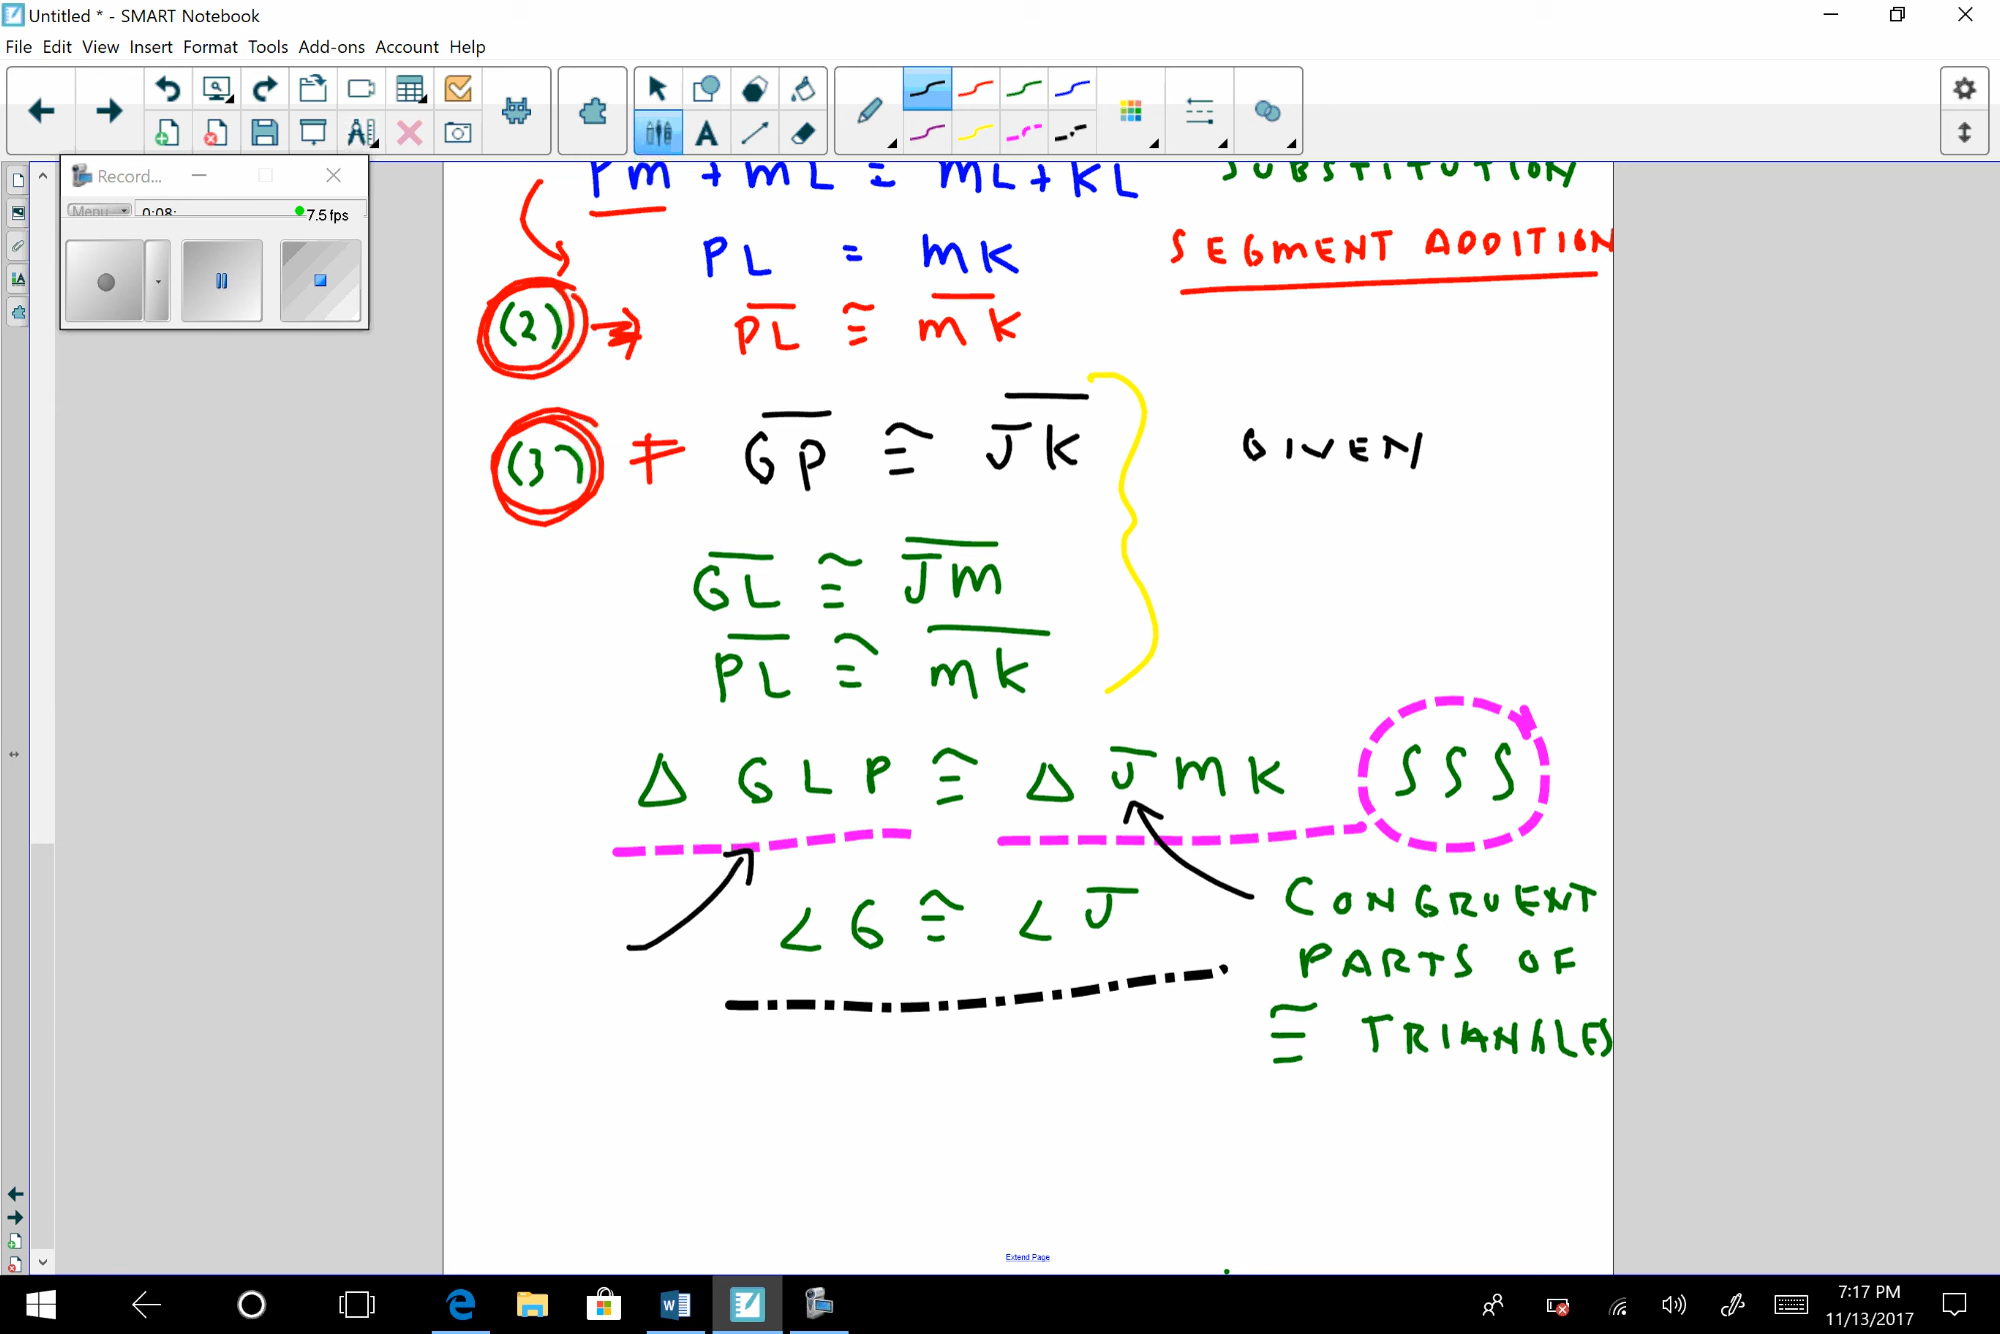 Untitled * - SMART Notebook
File Edit View Insert Format Tools Add-ons Account Help
Record...
Menu
0:08:
7.5 fps
PM + ML = ML + KL SUBSTITUTION
PL = MK SEGMENT ADDITION
(2) → PL ≅ MK
(3) GP ≅ JK GIVEN
GL ≅ JM
PL ≅ MK
Δ GLP ≅ Δ JMK SSS
∠G ≅ ∠J CONGRUENT
PARTS OF
≅ TRIANGLES
Extend Page
7:17 PM
11/13/2017